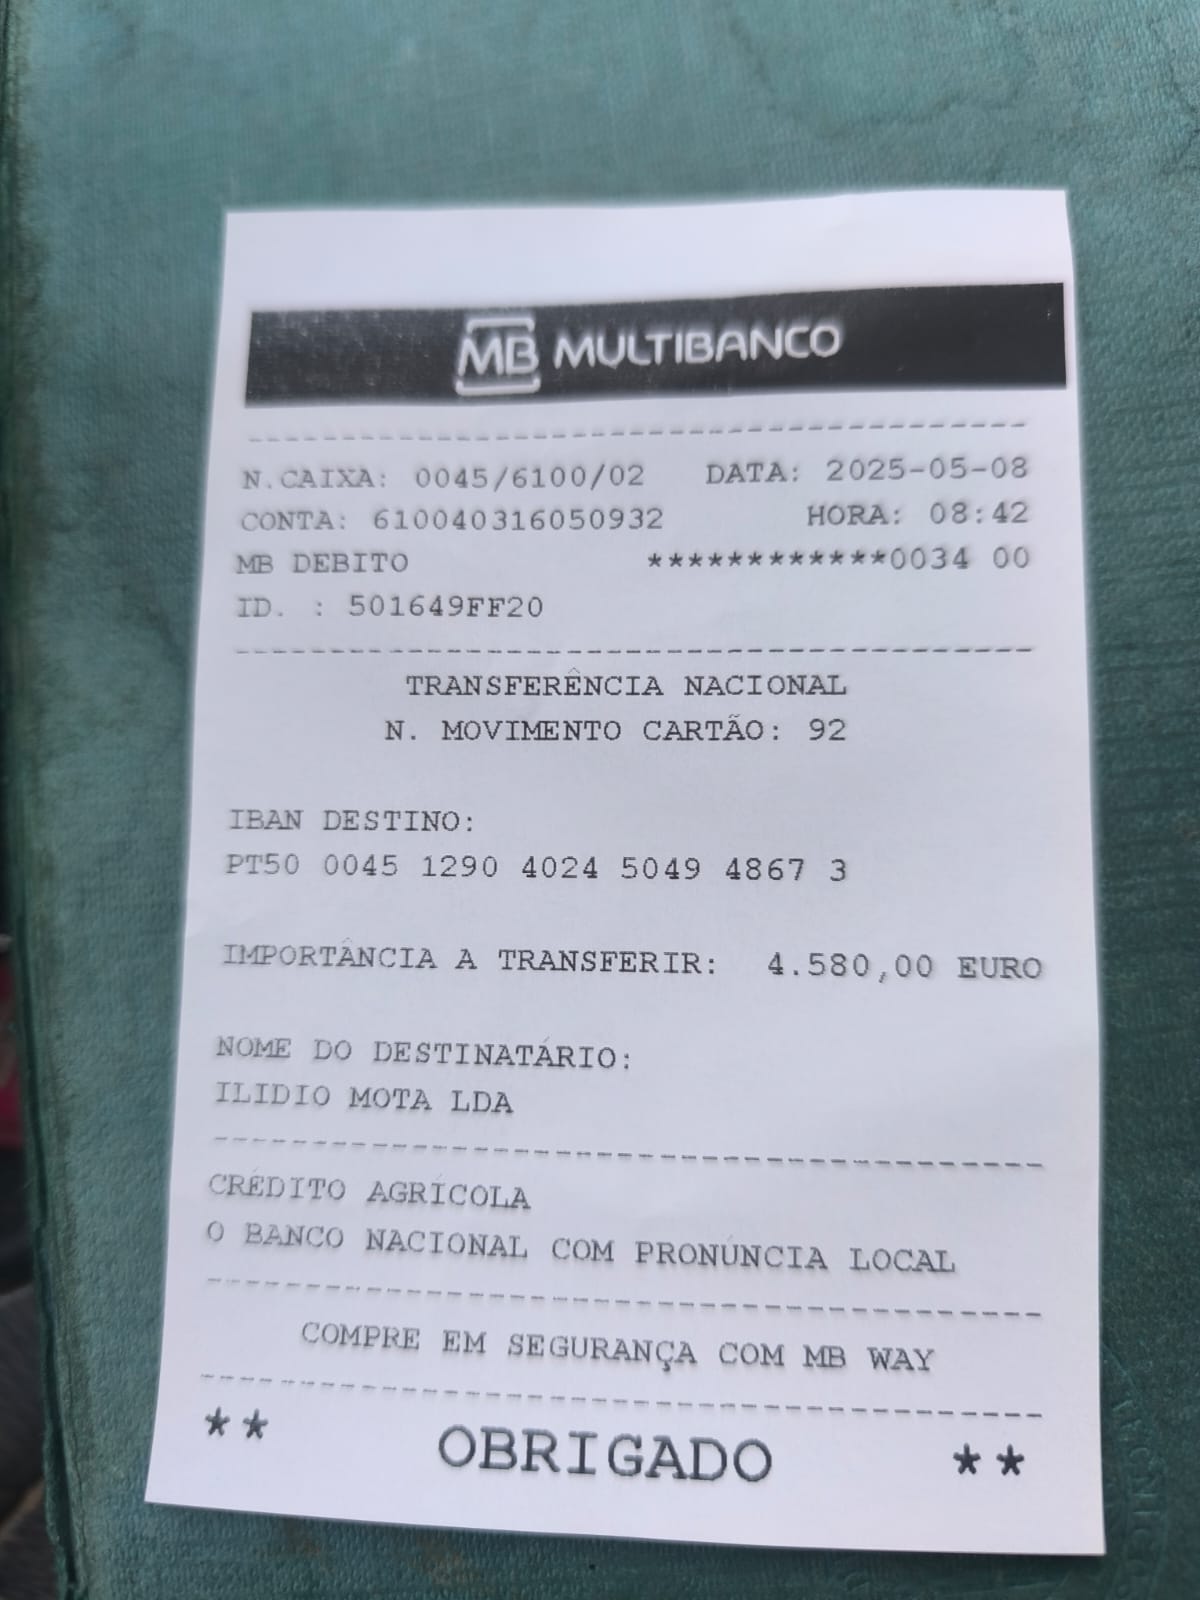 MB MULTIBANCO
N.CAIXA: 0045/6100/02 DATA: 2025-05-08
CONTA: 610040316050932 HORA: 08:42
MB DEBITO ************0034 00
ID. : 501649FF20
TRANSFERÊNCIA NACIONAL
N. MOVIMENTO CARTÃO: 92
IBAN DESTINO:
PT50 0045 1290 4024 5049 4867 3
IMPORTÂNCIA A TRANSFERIR: 4.580,00 EURO
NOME DO DESTINATÁRIO:
ILIDIO MOTA LDA
CRÉDITO AGRÍCOLA
O BANCO NACIONAL COM PRONÚNCIA LOCAL
COMPRE EM SEGURANÇA COM MB WAY
** OBRIGADO **